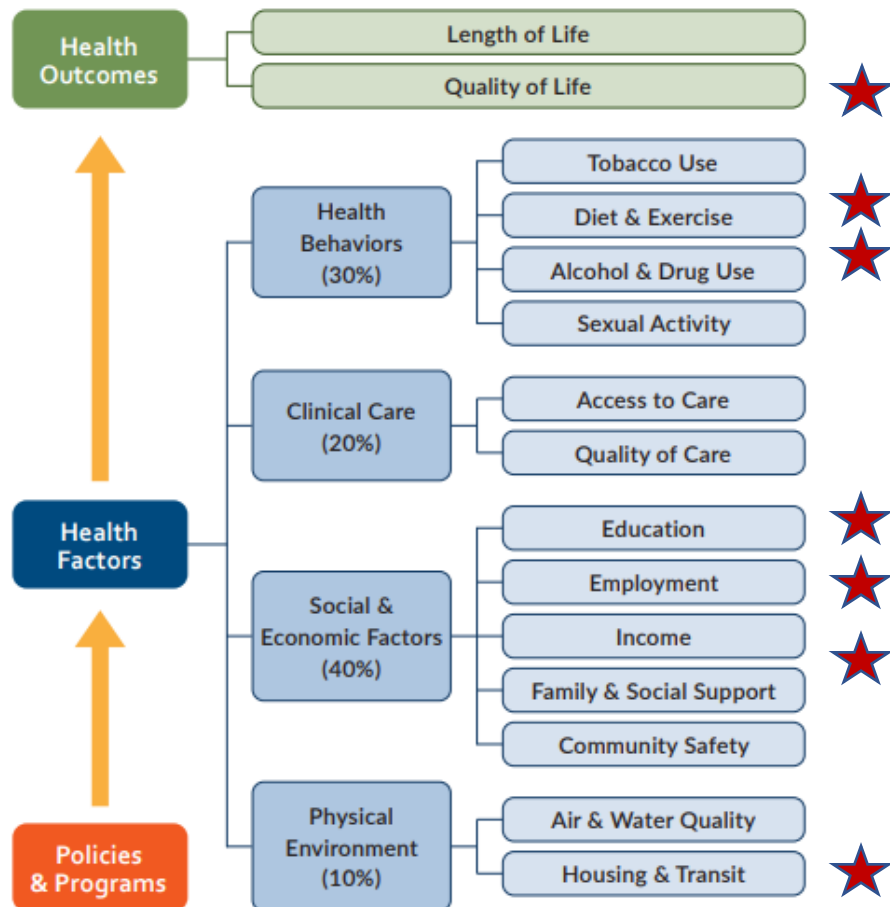 Health
Outcomes
Length of Life
Quality of Life
Health
Behaviors
(30%)
Tobacco Use
Diet & Exercise
Alcohol & Drug Use
Sexual Activity
Clinical Care
(20%)
Access to Care
Quality of Care
Health
Factors
Social &
Economic Factors
(40%)
Education
Employment
Income
Family & Social Support
Community Safety
Physical
Environment
(10%)
Air & Water Quality
Housing & Transit
Policies
& Programs